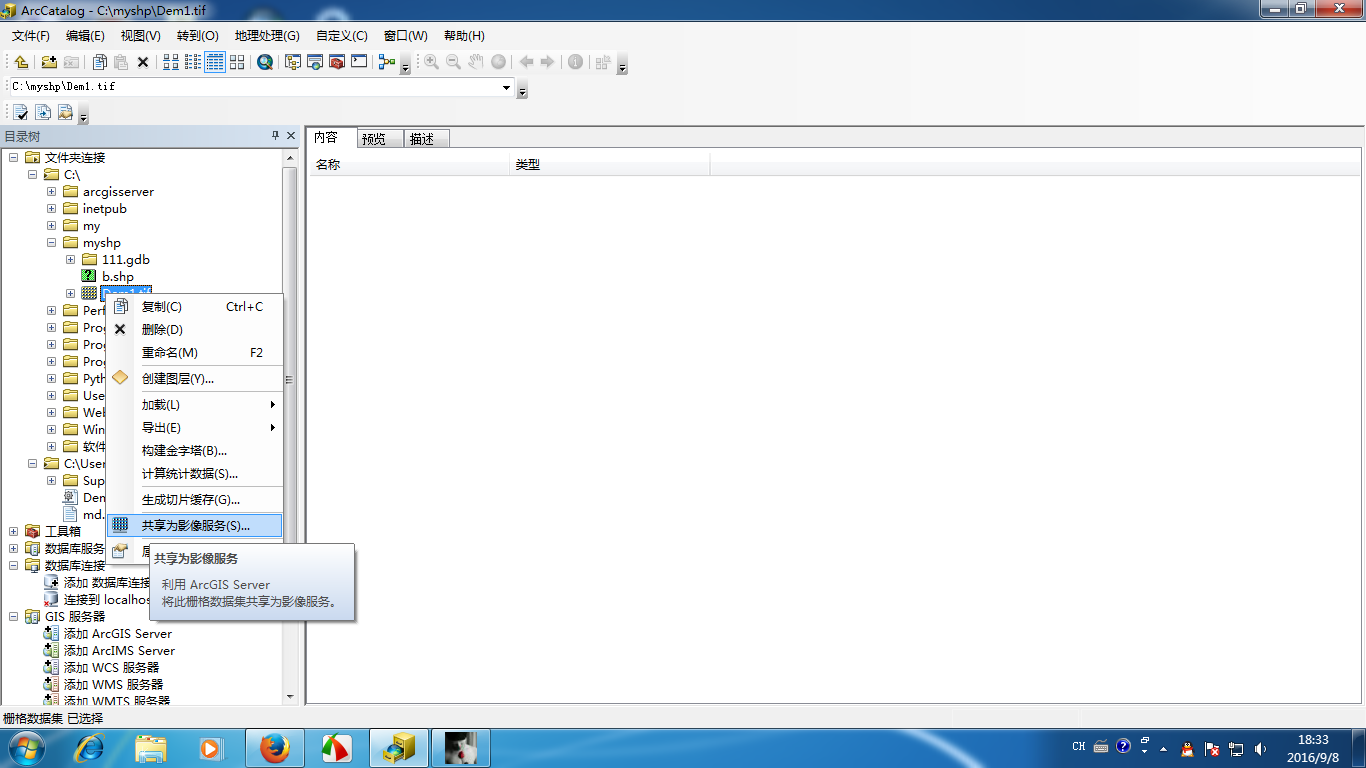 ArcCatalog - C:\myshp\Dem1.tif
文件(F) 编辑(E) 视图(V) 转到(O) 地理处理(G) 自定义(C) 窗口(W) 帮助(H)
C:\myshp\Dem1.tif
目录树
内容 预览 描述
名称 类型
文件夹连接
C:\
arcgisserver
inetpub
my
myshp
111.gdb
b.shp
Dem1.tif
Perf
Prog
Prog
Prog
Pyth
Use
Web
Win
软件
C:\User
Sup
Den
md.
工具箱
数据库服务
数据库连接
添加 数据库连接
连接到 localhos
GIS 服务器
添加 ArcGIS Server
添加 ArcIMS Server
添加 WCS 服务器
添加 WMS 服务器
添加 WMTS 服务器
复制(C) Ctrl+C
删除(D)
重命名(M) F2
创建图层(Y)...
加载(L)
导出(E)
构建金字塔(B)...
计算统计数据(S)...
生成切片缓存(G)...
共享为影像服务(S)...
共享为影像服务
利用 ArcGIS Server
将此栅格数据集共享为影像服务。
栅格数据集 已选择
CH
18:33
2016/9/8